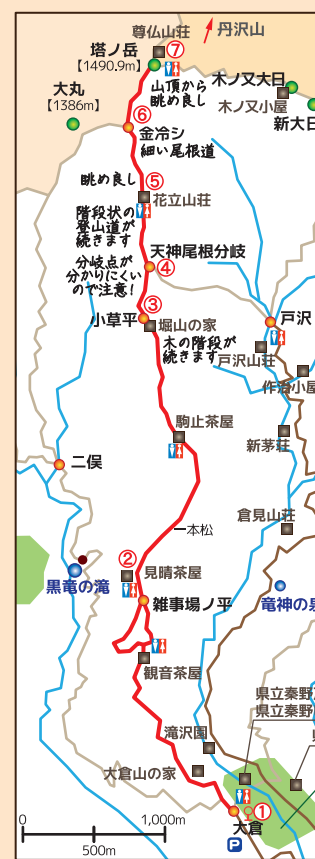 尊仏山荘
丹沢山
塔ノ岳
⑦
【1490.9m】
大丸
【1386m】
山頂から
眺め良し
木ノ又大日
木ノ又小屋
新大日
⑥
金冷シ
細い尾根道
眺め良し
⑤
花立山荘
階段状の
登山道が
続きます
天神尾根分岐
分岐点が
分かりにくい
ので注意!
④
③
小草平
堀山の家
戸沢
木の階段が
続きます
戸沢山荘
作治小屋
駒止茶屋
新茅荘
二俣
倉見山荘
一本松
②
見晴茶屋
黒竜の滝
雑事場ノ平
竜神の泉
観音茶屋
県立秦野
県立秦野
滝沢園
大倉山の家
①
大倉
P
0
1,000m
500m